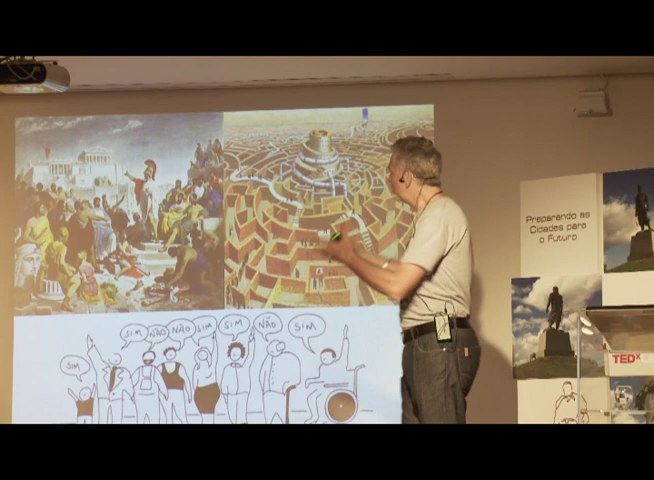 Preparando as
Cidades para
o Futuro
SIM
SIM
NÃO
NÃO
SIM
SIM
NÃO
SIM
TEDx